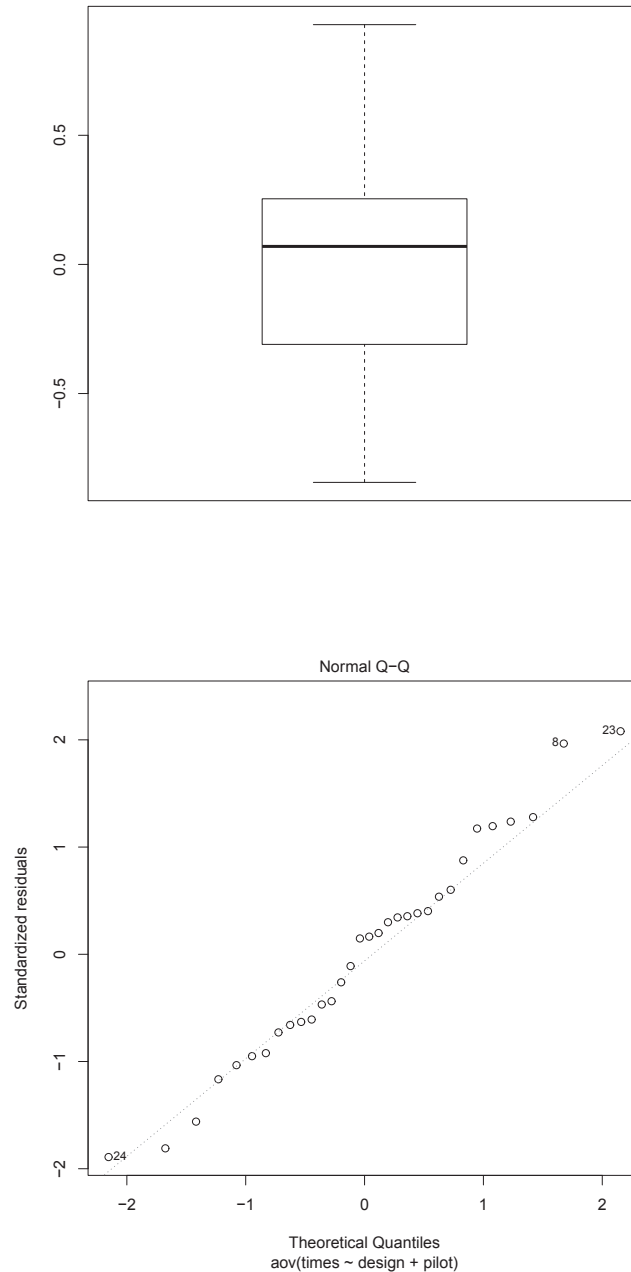 0.5
0.0
−0.5
Normal Q−Q
Standardized residuals
2
1
0
−1
−2
8
23
24
−2 −1 0 1 2
Theoretical Quantiles
aov(times ~ design + pilot)